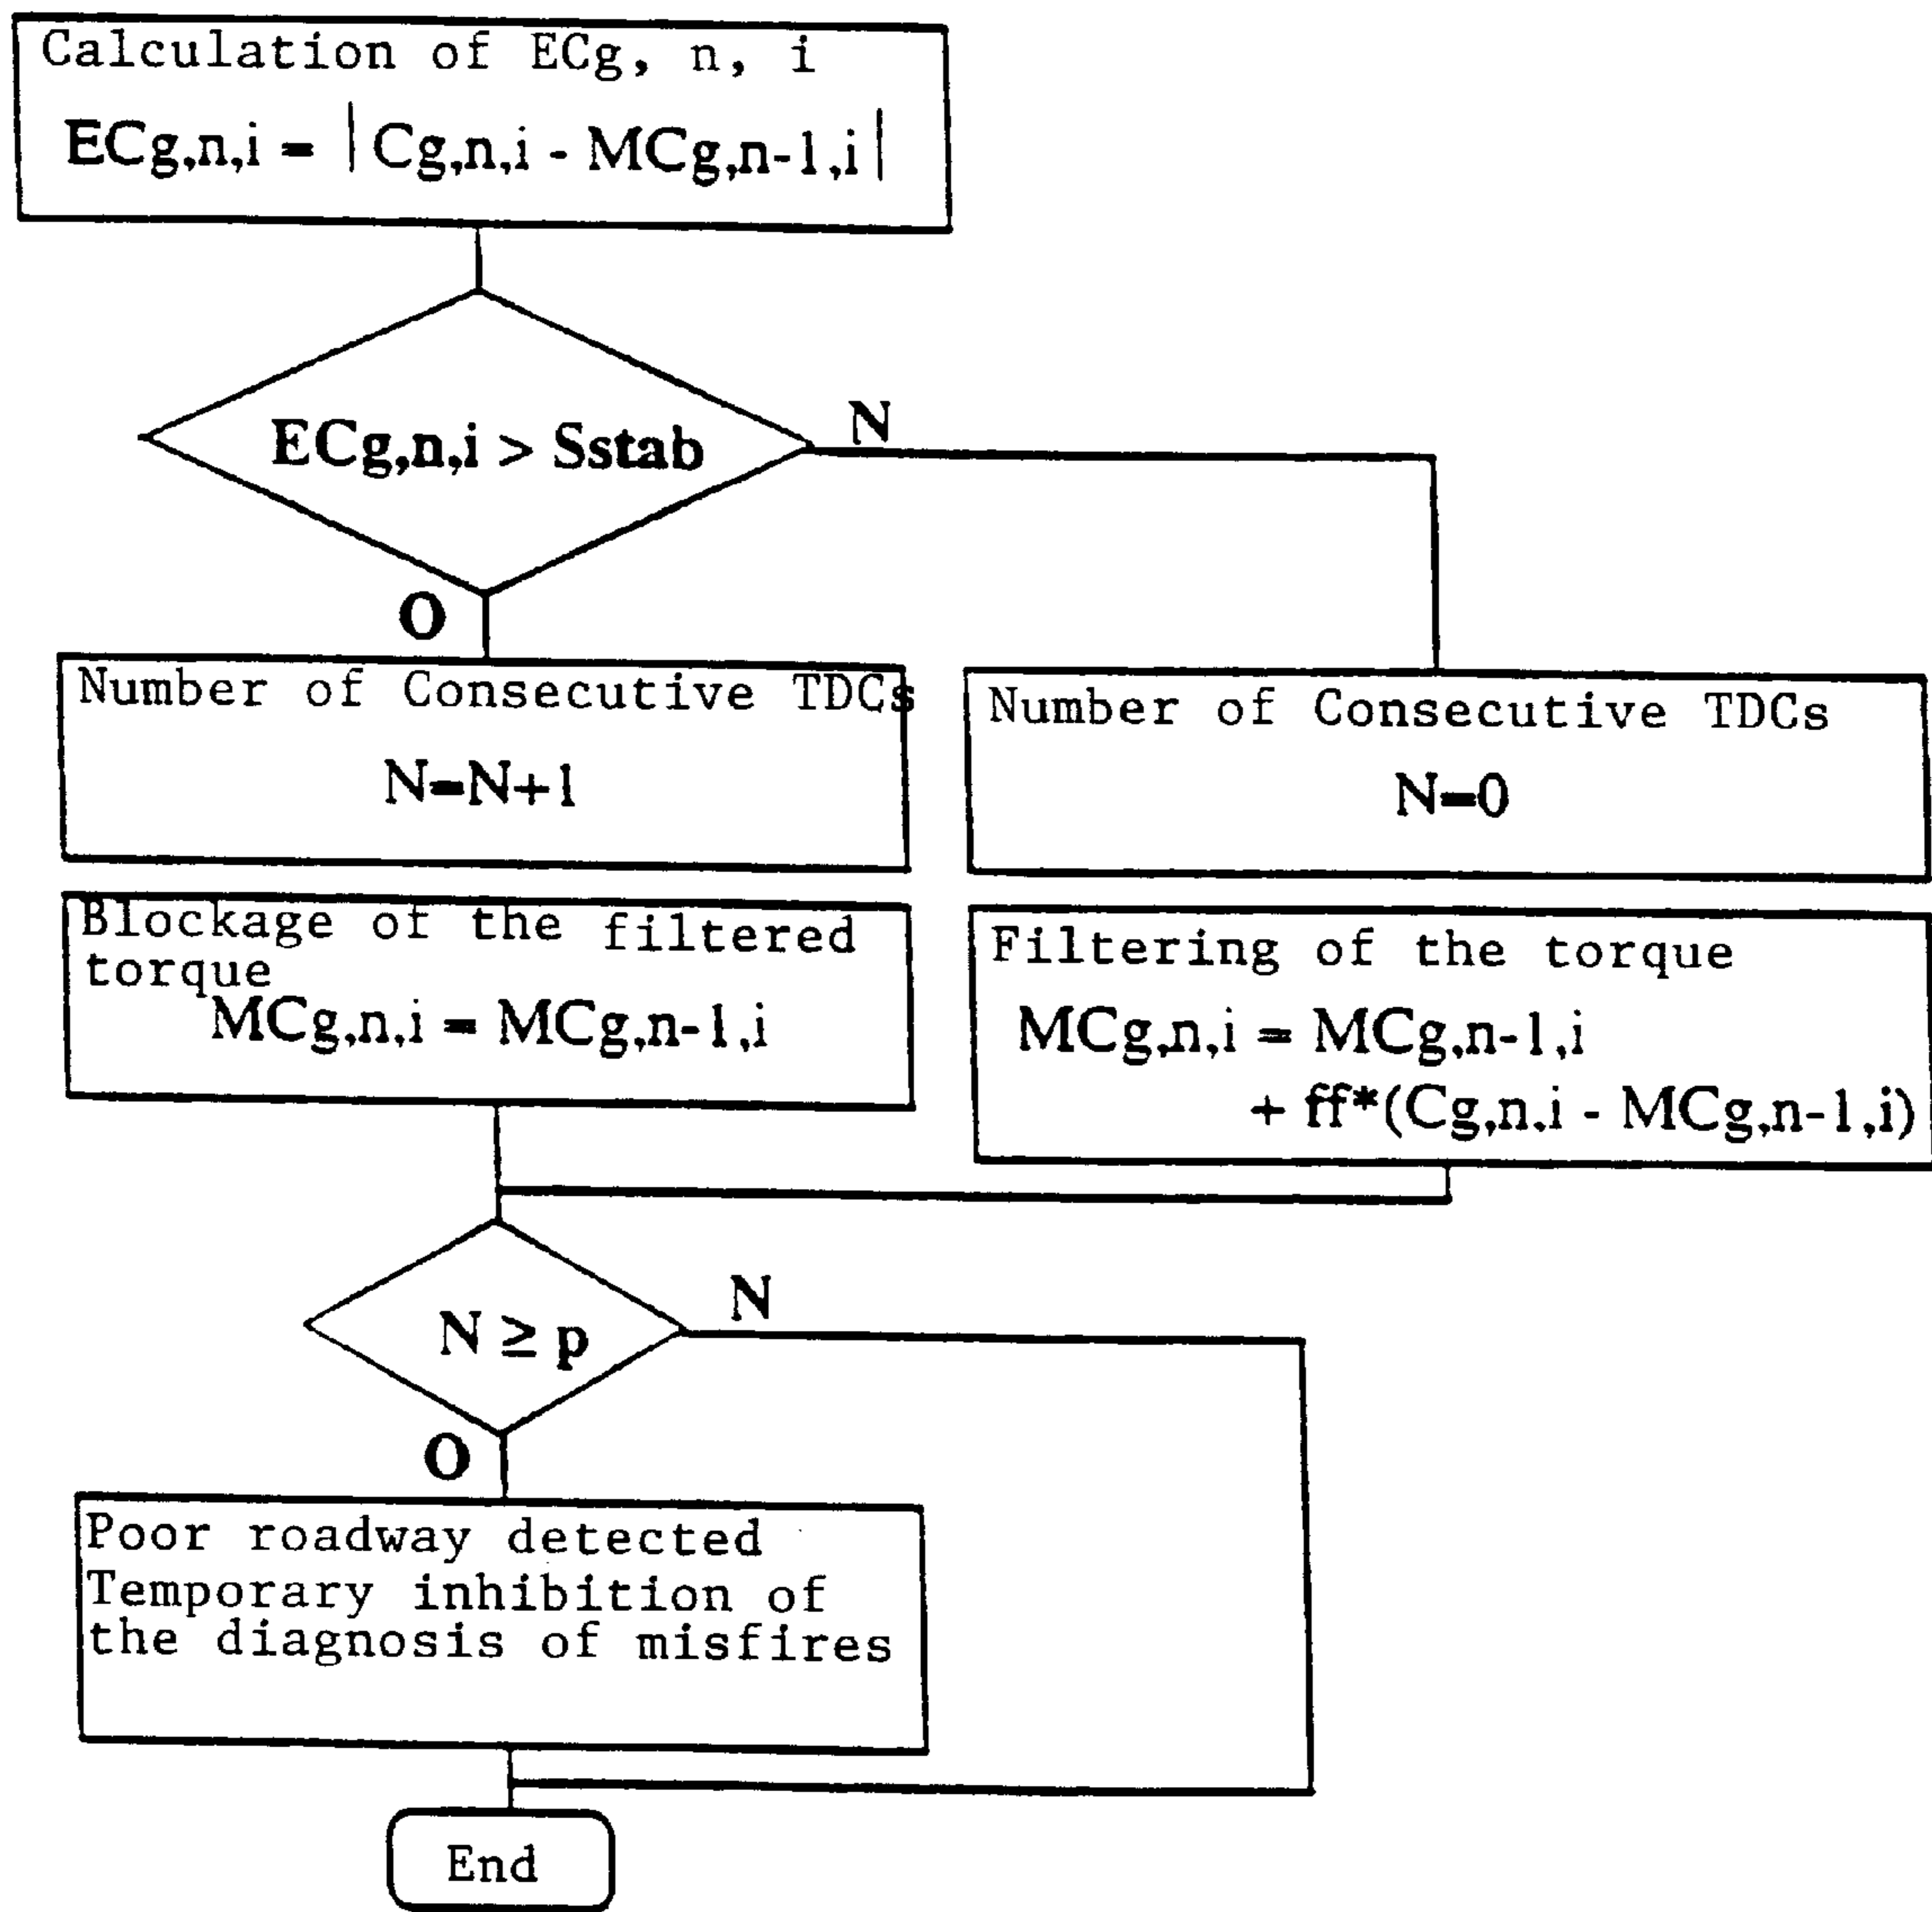 Calculation of ECg, n, i
ECg,n,i = |Cg,n,i - MCg,n-1,i|
ECg,n,i > Sstab
N
O
Number of Consecutive TDCs
N=N+1
Number of Consecutive TDCs
N=0
Blockage of the filtered
torque
MCg,n,i = MCg,n-1,i
Filtering of the torque
MCg,n,i = MCg,n-1,i
+ ff*(Cg,n,i - MCg,n-1,i)
N ≥ p
N
O
Poor roadway detected
Temporary inhibition of
the diagnosis of misfires
End